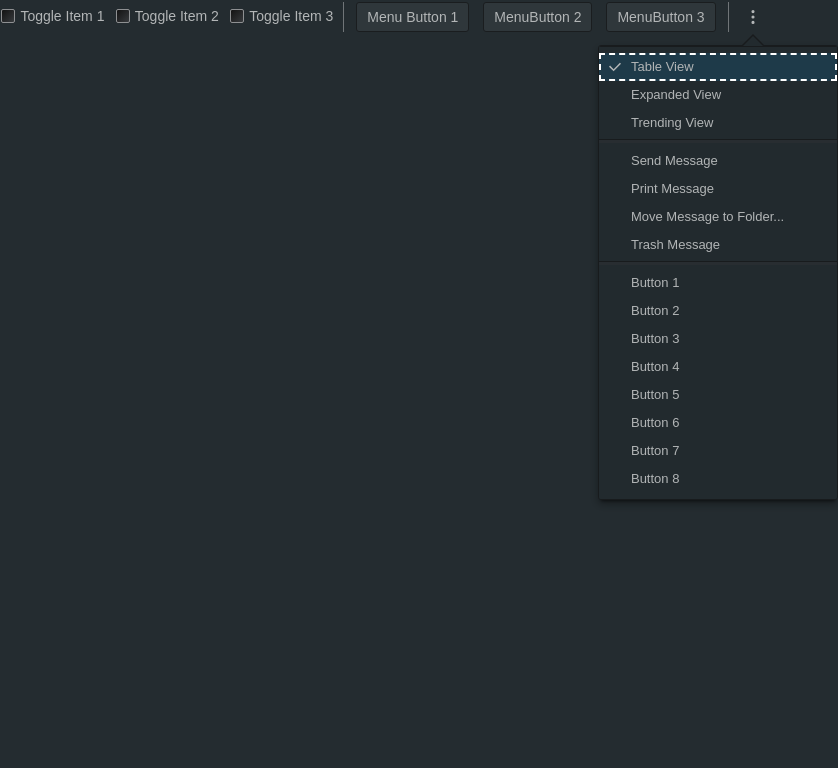 Toggle Item 1 Toggle Item 2 Toggle Item 3 Menu Button 1 MenuButton 2 MenuButton 3
Table View
Expanded View
Trending View
Send Message
Print Message
Move Message to Folder...
Trash Message
Button 1
Button 2
Button 3
Button 4
Button 5
Button 6
Button 7
Button 8